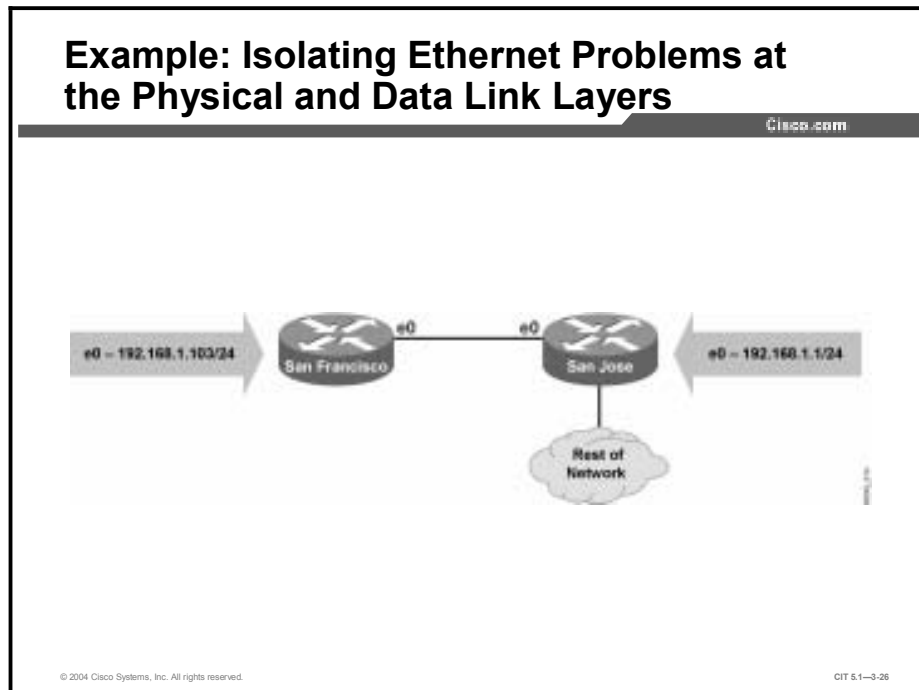 Example: Isolating Ethernet Problems at
the Physical and Data Link Layers
Cisco.com
e0 – 192.168.1.103/24
San Francisco
e0
e0
San Jose
e0 – 192.168.1.1/24
Rest of
Network
© 2004 Cisco Systems, Inc. All rights reserved.
CIT 5.1—3-26